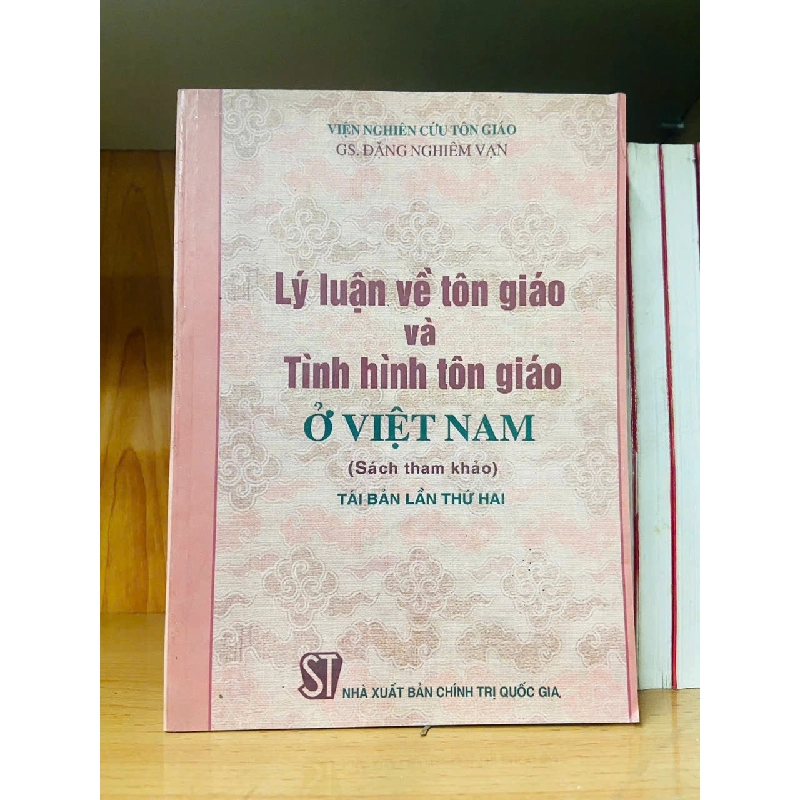 VIỆN NGHIÊN CỨU TÔN GIÁO
GS. ĐẶNG NGHIÊM VẠN
Lý luận về tôn giáo
và
Tình hình tôn giáo
Ở VIỆT NAM
(Sách tham khảo)
TÁI BẢN LẦN THỨ HAI
ST NHÀ XUẤT BẢN CHÍNH TRỊ QUỐC GIA